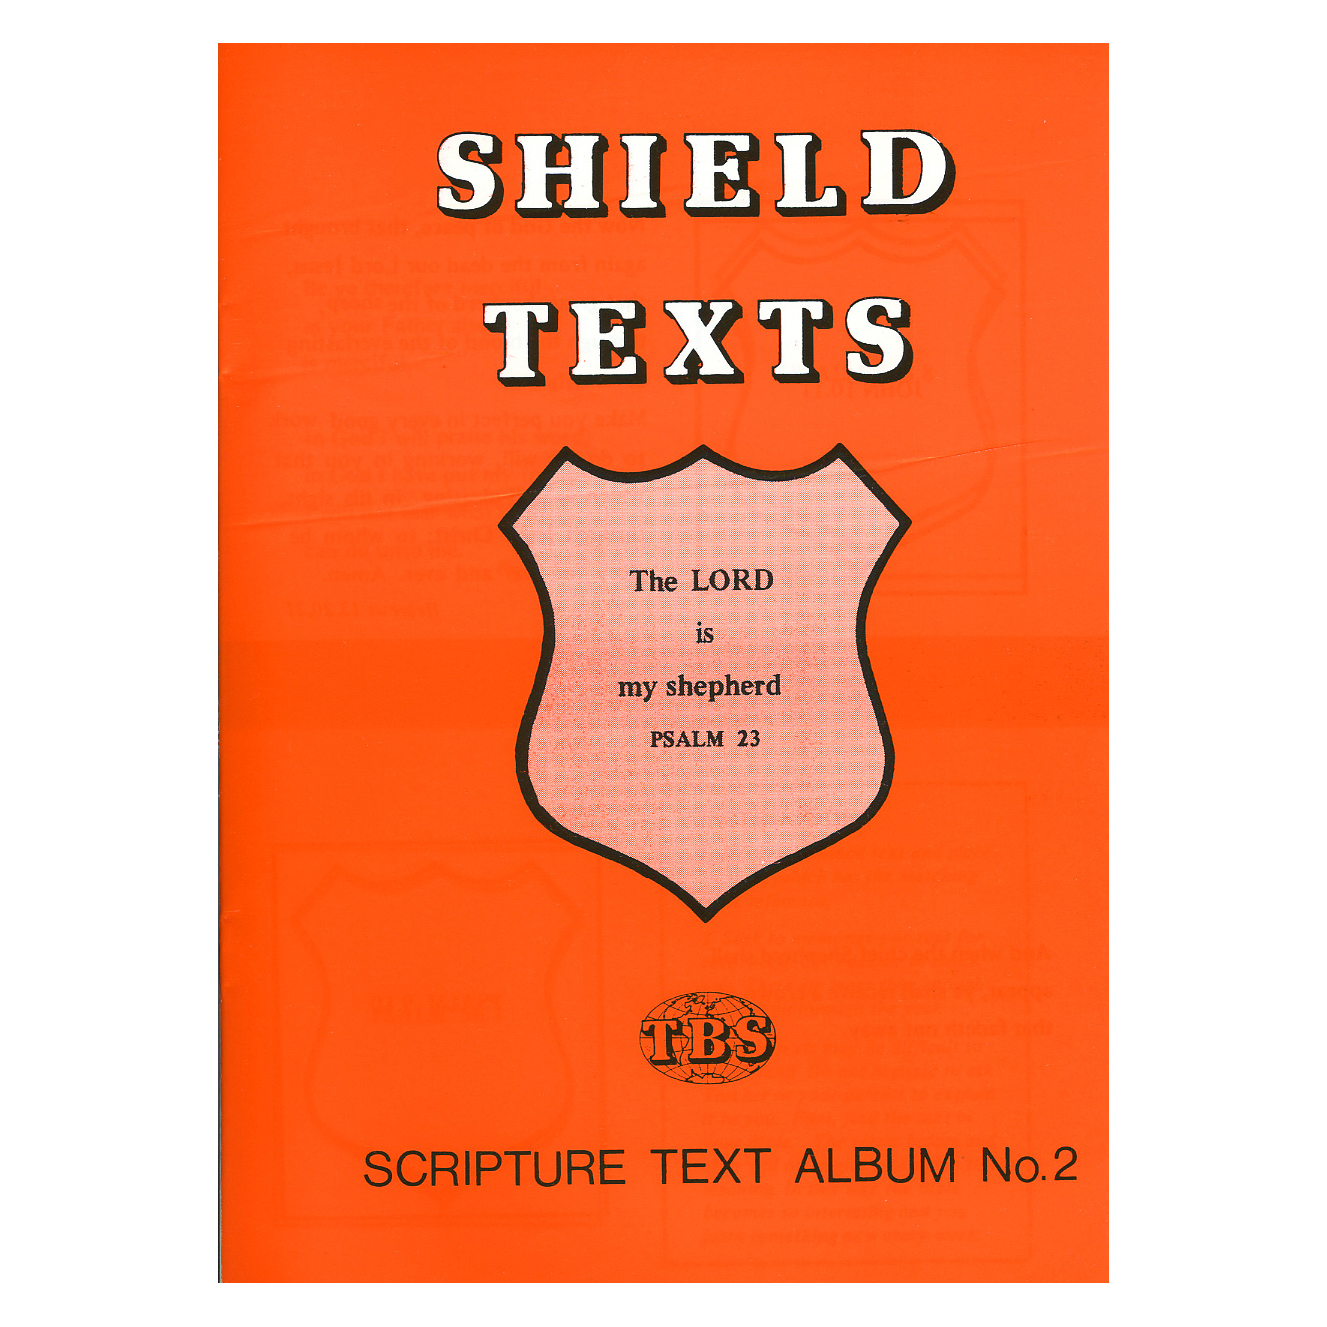 SHIELD
TEXTS
The LORD
is
my shepherd
PSALM 23
TBS
SCRIPTURE TEXT ALBUM No. 2